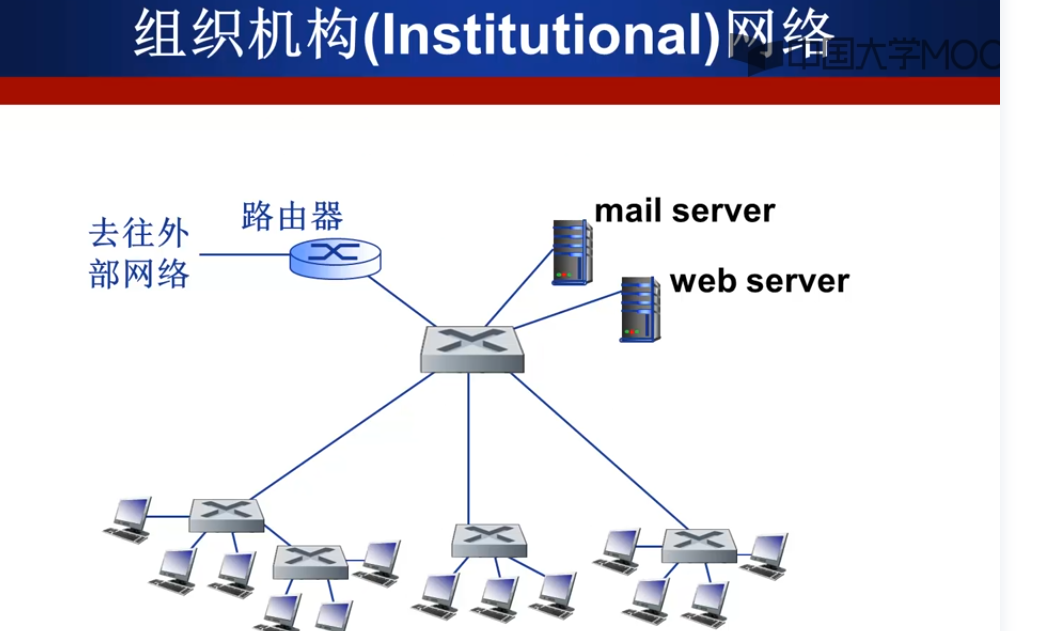 组织机构(Institutional)网络
中国大学MOO
路由器
去往外
部网络
mail server
web server